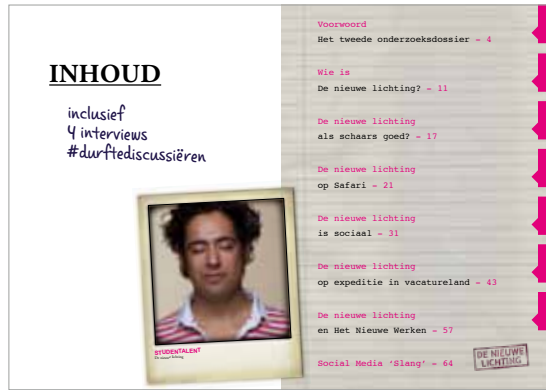 INHOUD
inclusief
4 interviews
#durftediscussiëren
STUDENTALENT
De nieuwe lichting
Voorwoord
Het tweede onderzoeksdossier - 4
Wie is
De nieuwe lichting? - 11
De nieuwe lichting
als schaars goed? - 17
De nieuwe lichting
op Safari - 21
De nieuwe lichting
is sociaal - 31
De nieuwe lichting
op expeditie in vacatureland - 43
De nieuwe lichting
en Het Nieuwe Werken - 57
Social Media ‘Slang’ - 64
DE NIEUWE
LICHTING